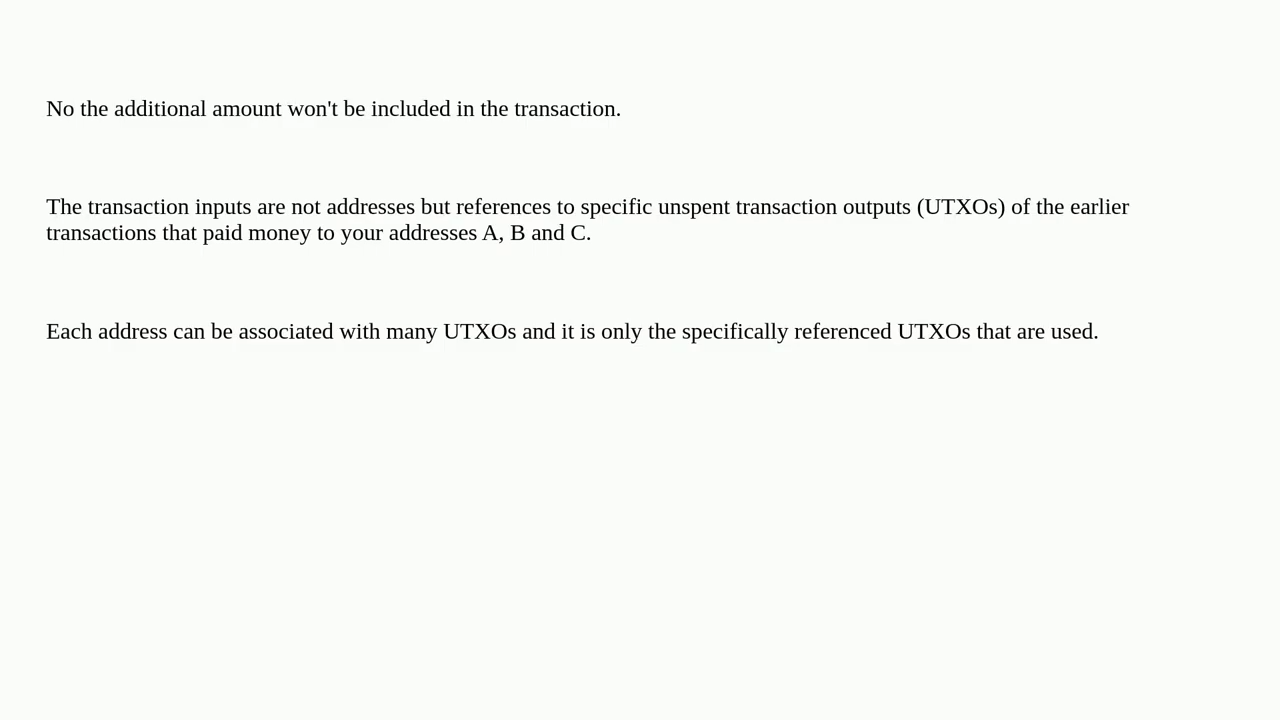 No the additional amount won't be included in the transaction.
The transaction inputs are not addresses but references to specific unspent transaction outputs (UTXOs) of the earlier
transactions that paid money to your addresses A, B and C.
Each address can be associated with many UTXOs and it is only the specifically referenced UTXOs that are used.